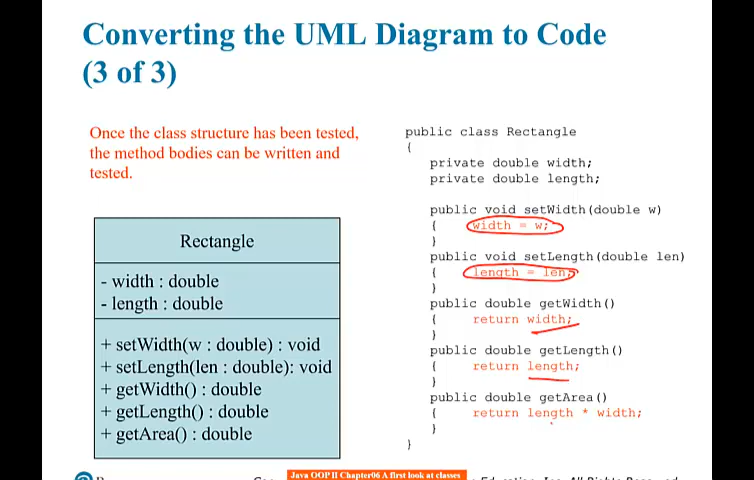 Converting the UML Diagram to Code
(3 of 3)
Once the class structure has been tested,
the method bodies can be written and
tested.
Rectangle
- width : double
- length : double
+ setWidth(w : double) : void
+ setLength(len : double): void
+ getWidth() : double
+ getLength() : double
+ getArea() : double
public class Rectangle
{
private double width;
private double length;
public void setWidth(double w)
{ width = w;
}
public void setLength(double len)
{ length = len;
}
public double getWidth()
{ return width;
}
public double getLength()
{ return length;
}
public double getArea()
{ return length * width;
}
}
Java OOP II Chapter06 A first look at classes